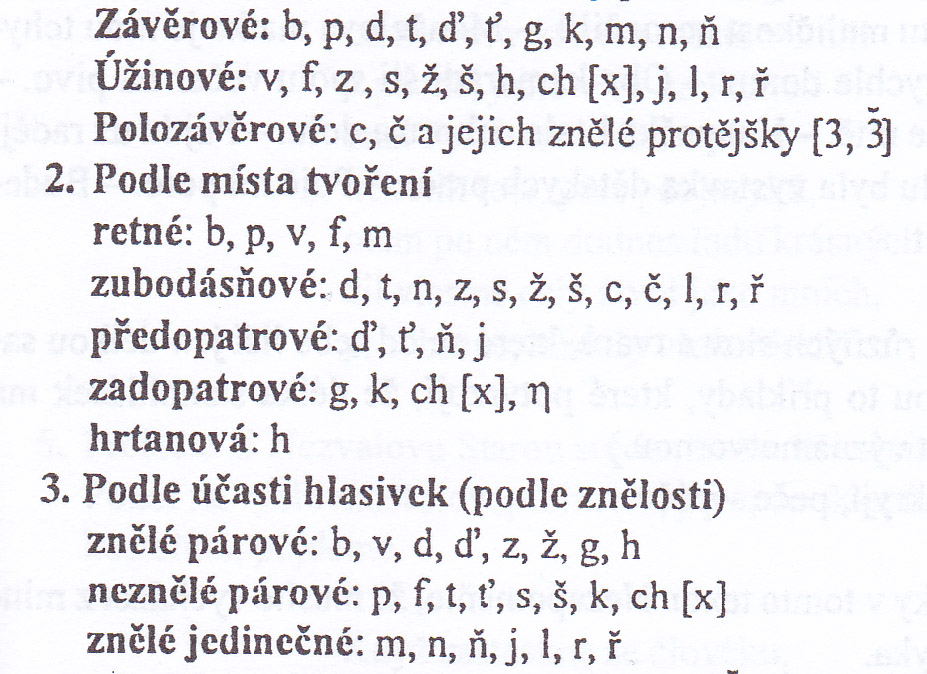 Závěrové: b, p, d, t, ď, ť, g, k, m, n, ň
Úžinové: v, f, z, s, ž, š, h, ch [x], j, l, r, ř
Polozávěrové: c, č a jejich znělé protějšky [ʒ, ǯ]
2. Podle místa tvoření
retné: b, p, v, f, m
zubodásňové: d, t, n, z, s, ž, š, c, č, l, r, ř
předopatrové: ď, ť, ň, j
zadopatrové: g, k, ch [x], η
hrtanová: h
3. Podle účasti hlasivek (podle znělosti)
znělé párové: b, v, d, ď, z, ž, g, h
neznělé párové: p, f, t, ť, s, š, k, ch [x]
znělé jedinečné: m, n, ň, j, l, r, ř